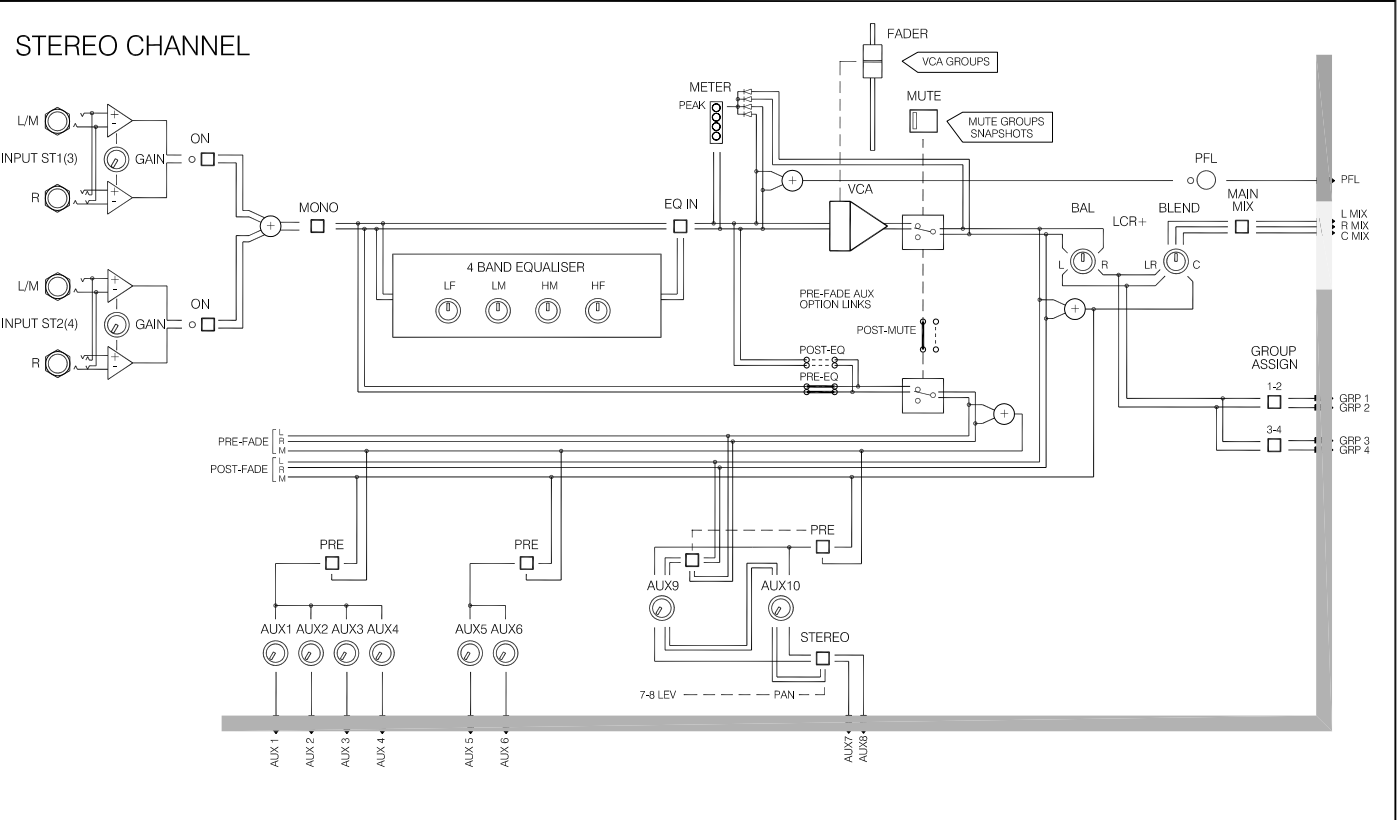 STEREO CHANNEL
L/M
INPUT ST1(3)
GAIN
R
ON
L/M
INPUT ST2(4)
GAIN
R
ON
MONO
4 BAND EQUALISER
LF
LM
HM
HF
EQ IN
METER
PEAK
FADER
VCA GROUPS
MUTE
MUTE GROUPS
SNAPSHOTS
VCA
PFL
PFL
MAIN
MIX
BAL
LCR+
BLEND
L
R
LR
C
L MIX
R MIX
C MIX
PRE-FADE AUX
OPTION LINKS
POST-MUTE
POST-EQ
PRE-EQ
GROUP
ASSIGN
1-2
GRP 1
GRP 2
3-4
GRP 3
GRP 4
PRE-FADE
L
R
M
POST-FADE
L
R
M
PRE
PRE
PRE
AUX1
AUX2
AUX3
AUX4
AUX5
AUX6
AUX9
AUX10
STEREO
7-8 LEV
PAN
AUX 1
AUX 2
AUX 3
AUX 4
AUX 5
AUX 6
AUX7
AUX8